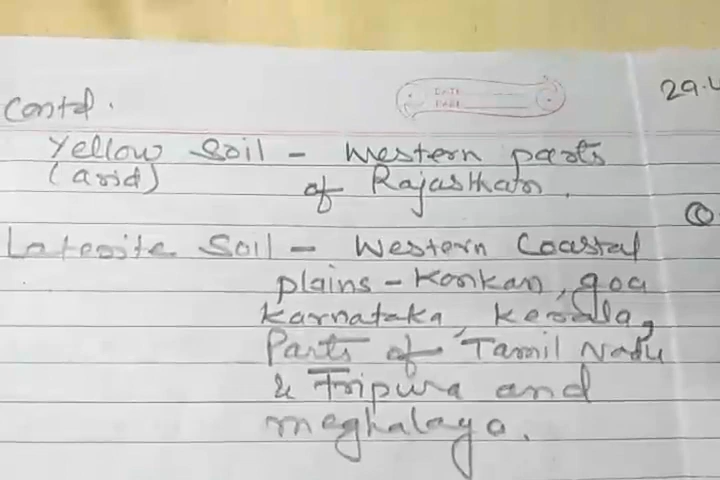 Contd.
29.4
Yellow Soil - Western parts
(arid) of Rajasthan.
Laterite Soil - Western Coastal
plains - Konkan, goa
Karnataka, Kerala,
Parts of Tamil Nadu
& Tripura and
meghalaya.